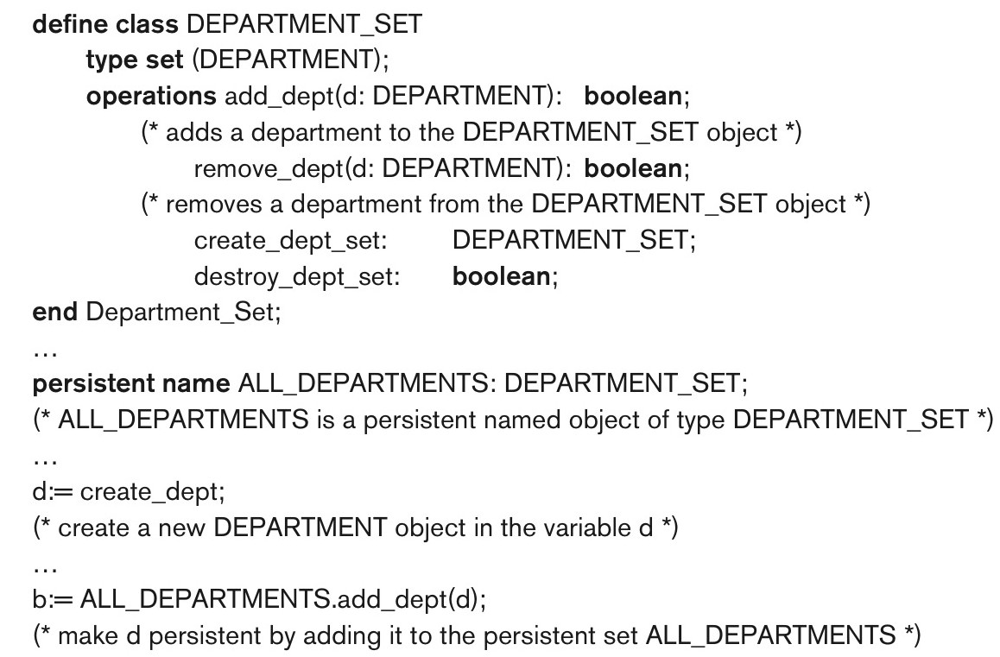 define class DEPARTMENT_SET
type set (DEPARTMENT);
operations add_dept(d: DEPARTMENT): boolean;
(* adds a department to the DEPARTMENT_SET object *)
remove_dept(d: DEPARTMENT): boolean;
(* removes a department from the DEPARTMENT_SET object *)
create_dept_set: DEPARTMENT_SET;
destroy_dept_set: boolean;
end Department_Set;
…
persistent name ALL_DEPARTMENTS: DEPARTMENT_SET;
(* ALL_DEPARTMENTS is a persistent named object of type DEPARTMENT_SET *)
…
d:= create_dept;
(* create a new DEPARTMENT object in the variable d *)
…
b:= ALL_DEPARTMENTS.add_dept(d);
(* make d persistent by adding it to the persistent set ALL_DEPARTMENTS *)